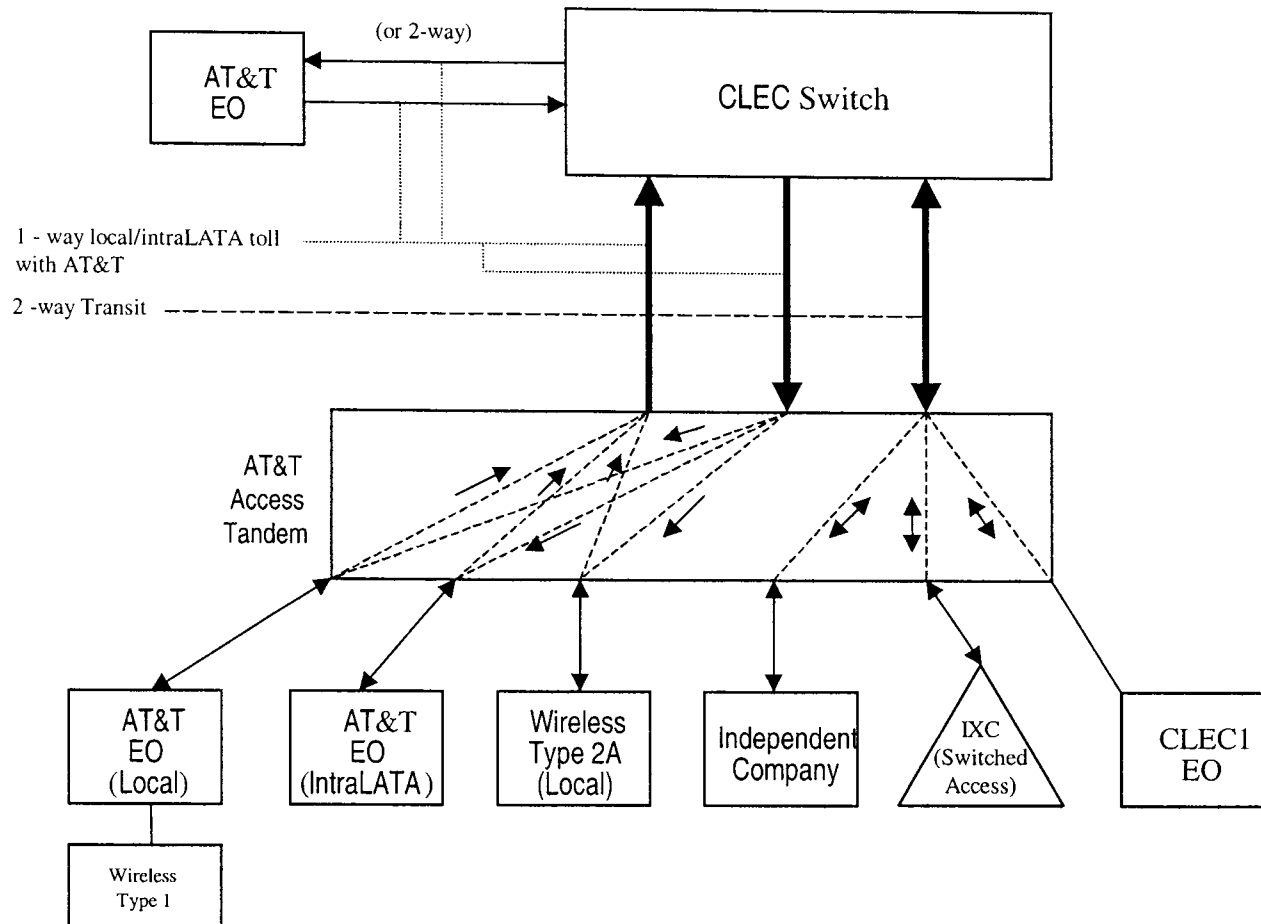 (or 2-way)
AT&T
EO
CLEC Switch
1 - way local/intraLATA toll
with AT&T
2 -way Transit
AT&T
Access
Tandem
AT&T
EO
(Local)
AT&T
EO
(IntraLATA)
Wireless
Type 2A
(Local)
Independent
Company
IXC
(Switched
Access)
CLEC1
EO
Wireless
Type 1